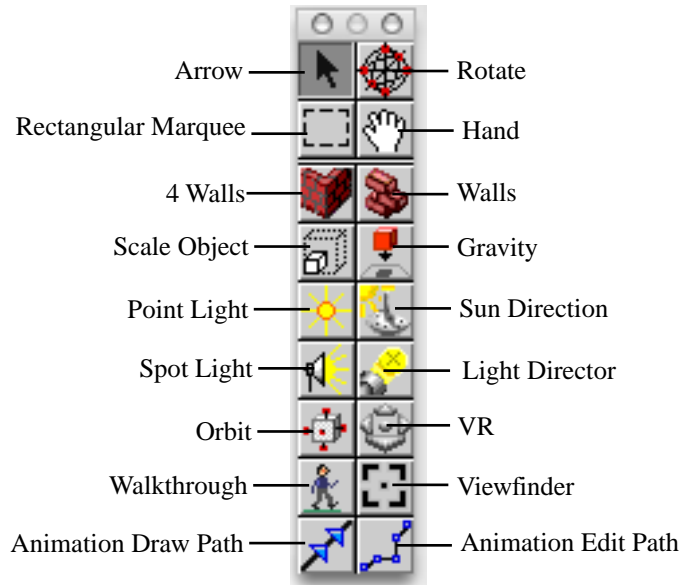 Arrow
Rotate
Rectangular Marquee
Hand
4 Walls
Walls
Scale Object
Gravity
Point Light
Sun Direction
Spot Light
Light Director
Orbit
VR
Walkthrough
Viewfinder
Animation Draw Path
Animation Edit Path